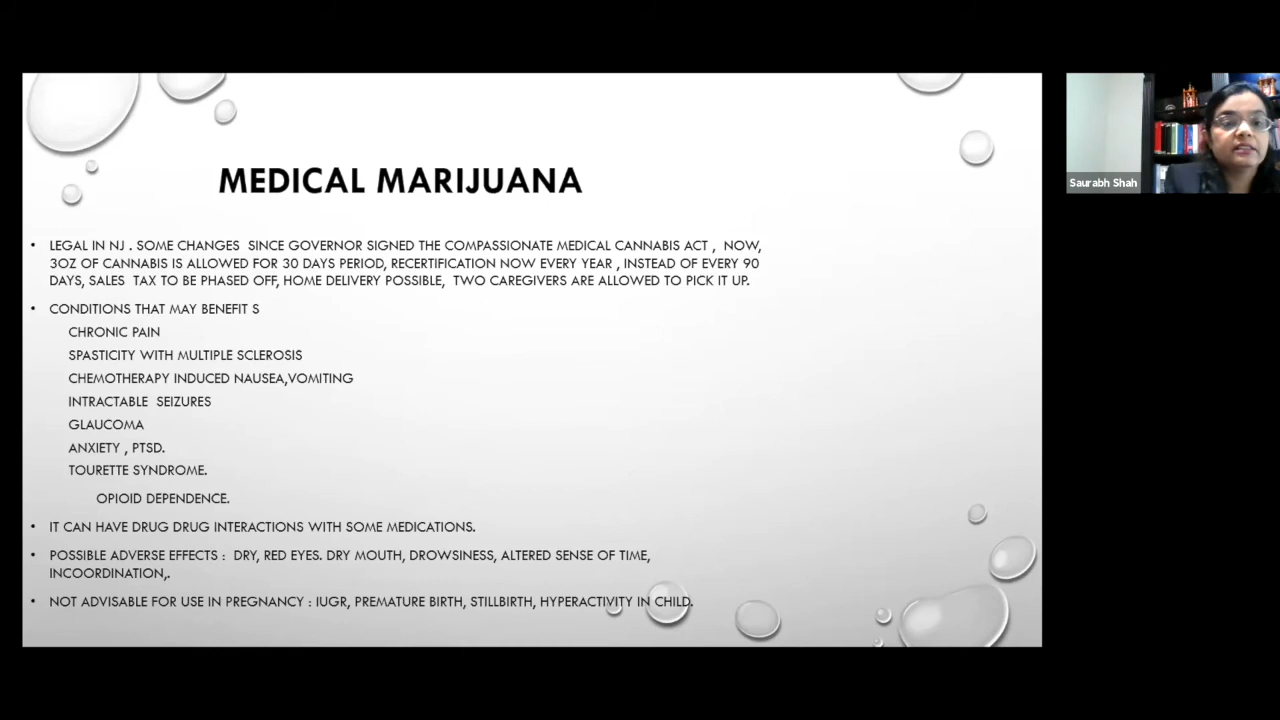 MEDICAL MARIJUANA
• LEGAL IN NJ . SOME CHANGES SINCE GOVERNOR SIGNED THE COMPASSIONATE MEDICAL CANNABIS ACT , NOW,
3OZ OF CANNABIS IS ALLOWED FOR 30 DAYS PERIOD, RECERTIFICATION NOW EVERY YEAR , INSTEAD OF EVERY 90
DAYS, SALES TAX TO BE PHASED OFF, HOME DELIVERY POSSIBLE, TWO CAREGIVERS ARE ALLOWED TO PICK IT UP.
• CONDITIONS THAT MAY BENEFIT S
CHRONIC PAIN
SPASTICITY WITH MULTIPLE SCLEROSIS
CHEMOTHERAPY INDUCED NAUSEA,VOMITING
INTRACTABLE SEIZURES
GLAUCOMA
ANXIETY , PTSD.
TOURETTE SYNDROME.
OPIOID DEPENDENCE.
• IT CAN HAVE DRUG DRUG INTERACTIONS WITH SOME MEDICATIONS.
• POSSIBLE ADVERSE EFFECTS : DRY, RED EYES. DRY MOUTH, DROWSINESS, ALTERED SENSE OF TIME,
INCOORDINATION,.
• NOT ADVISABLE FOR USE IN PREGNANCY : IUGR, PREMATURE BIRTH, STILLBIRTH, HYPERACTIVITY IN CHILD.
Saurabh Shah